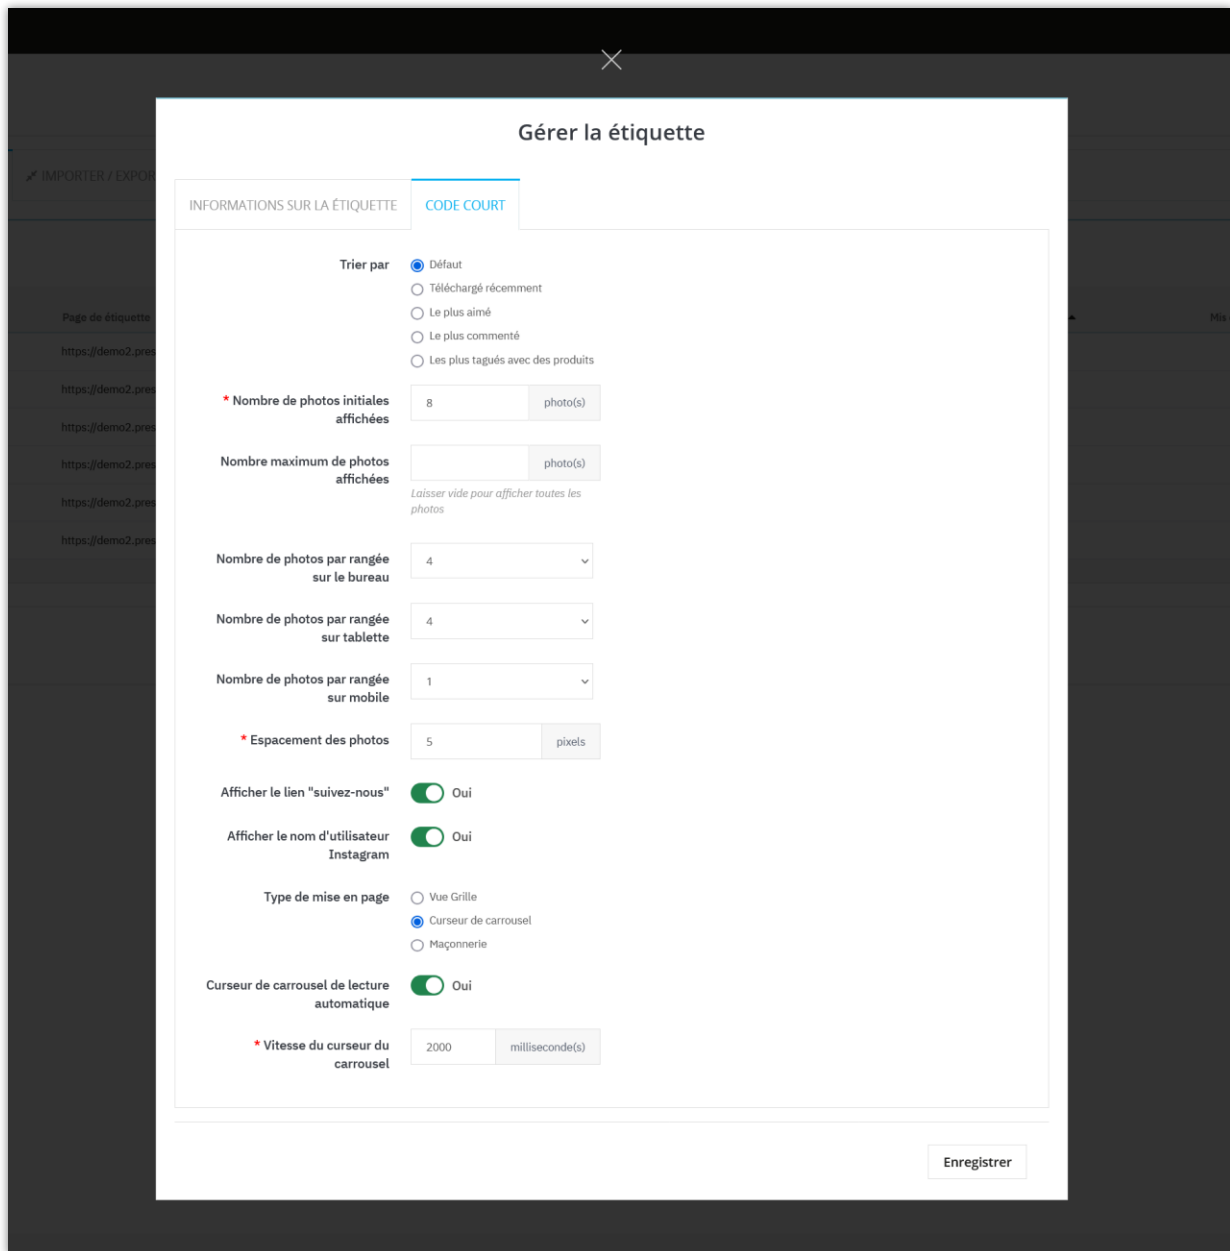 IMPORTER / EXPOR
Gérer la étiquette
INFORMATIONS SUR LA ÉTIQUETTE
CODE COURT
Trier par
Défaut
Téléchargé récemment
Le plus aimé
Le plus commenté
Les plus tagués avec des produits
Page de étiquette
Mis
https://demo2.pres
https://demo2.pres
https://demo2.pres
https://demo2.pres
https://demo2.pres
https://demo2.pres
* Nombre de photos initiales
affichées
8 photo(s)
Nombre maximum de photos
affichées
photo(s)
Laisser vide pour afficher toutes les
photos
Nombre de photos par rangée
sur le bureau
4
Nombre de photos par rangée
sur tablette
4
Nombre de photos par rangée
sur mobile
1
* Espacement des photos
5 pixels
Afficher le lien "suivez-nous"
Oui
Afficher le nom d'utilisateur
Instagram
Oui
Type de mise en page
Vue Grille
Curseur de carrousel
Maçonnerie
Curseur de carrousel de lecture
automatique
Oui
* Vitesse du curseur du
carrousel
2000 milliseconde(s)
Enregistrer